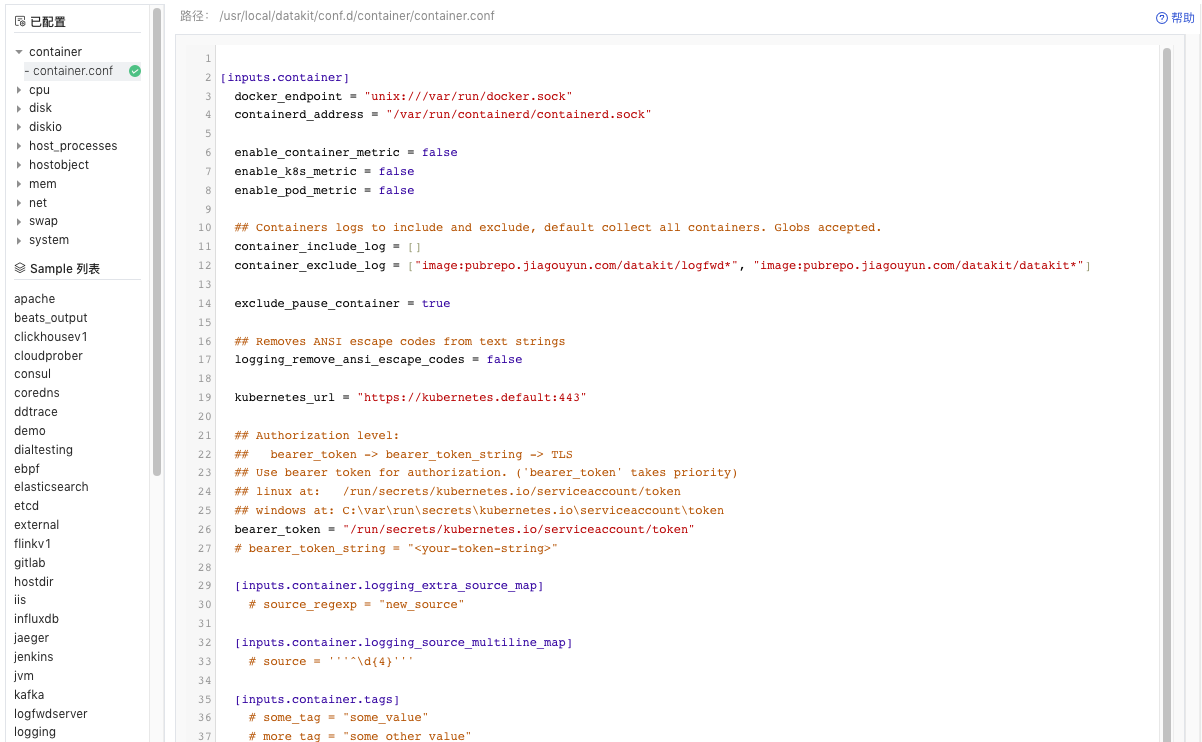 已配置
container
- container.conf
cpu
disk
diskio
host_processes
hostobject
mem
net
swap
system
Sample 列表
apache
beats_output
clickhousev1
cloudprober
consul
coredns
ddtrace
demo
dialtesting
ebpf
elasticsearch
etcd
external
flinkv1
gitlab
hostdir
iis
influxdb
jaeger
jenkins
jvm
kafka
logfwdserver
logging
路径： /usr/local/datakit/conf.d/container/container.conf
帮助
1
2 [inputs.container]
3   docker_endpoint = "unix:///var/run/docker.sock"
4   containerd_address = "/var/run/containerd/containerd.sock"
5
6   enable_container_metric = false
7   enable_k8s_metric = false
8   enable_pod_metric = false
9
10   ## Containers logs to include and exclude, default collect all containers. Globs accepted.
11   container_include_log = []
12   container_exclude_log = ["image:pubrepo.jiagouyun.com/datakit/logfwd*", "image:pubrepo.jiagouyun.com/datakit/datakit*"]
13
14   exclude_pause_container = true
15
16   ## Removes ANSI escape codes from text strings
17   logging_remove_ansi_escape_codes = false
18
19   kubernetes_url = "https://kubernetes.default:443"
20
21   ## Authorization level:
22   ##   bearer_token -> bearer_token_string -> TLS
23   ## Use bearer token for authorization. ('bearer_token' takes priority)
24   ## linux at:   /run/secrets/kubernetes.io/serviceaccount/token
25   ## windows at: C:\var\run\secrets\kubernetes.io\serviceaccount\token
26   bearer_token = "/run/secrets/kubernetes.io/serviceaccount/token"
27   # bearer_token_string = "<your-token-string>"
28
29   [inputs.container.logging_extra_source_map]
30     # source_regexp = "new_source"
31
32   [inputs.container.logging_source_multiline_map]
33     # source = '''^\d{4}'''
34
35   [inputs.container.tags]
36     # some_tag = "some_value"
37     # more_tag = "some_other_value"